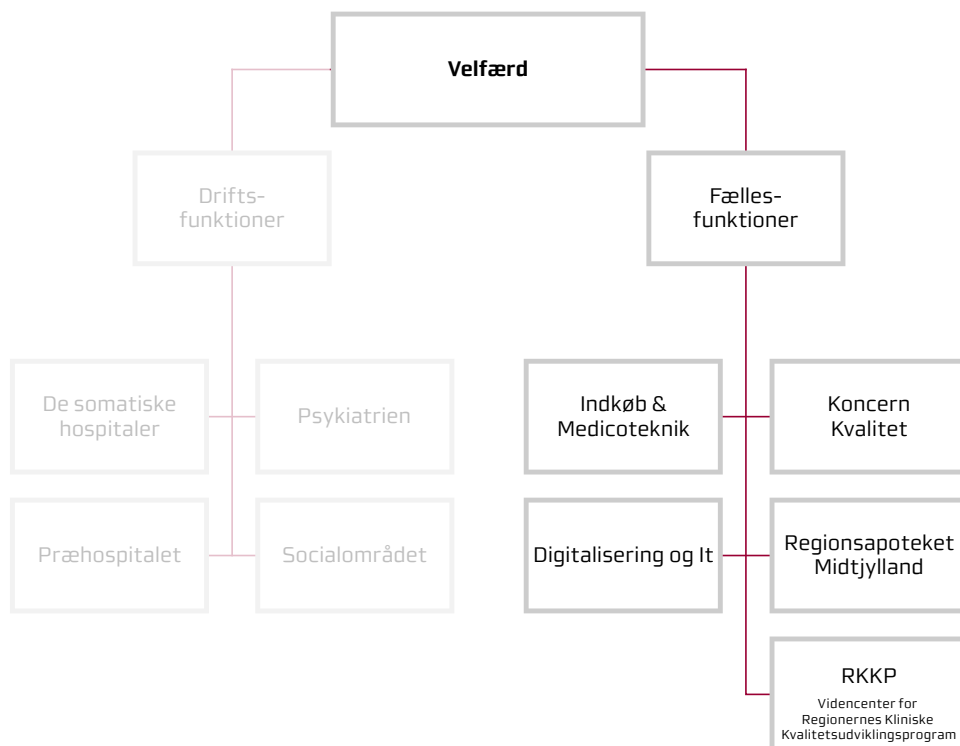 Velfærd
Drifts-
funktioner
Fælles-
funktioner
De somatiske
hospitaler
Psykiatrien
Indkøb &
Medicoteknik
Koncern
Kvalitet
Præhospitalet
Socialområdet
Digitalisering og It
Regionsapoteket
Midtjylland
RKKP
Videncenter for
Regionernes Kliniske
Kvalitetsudviklingsprogram